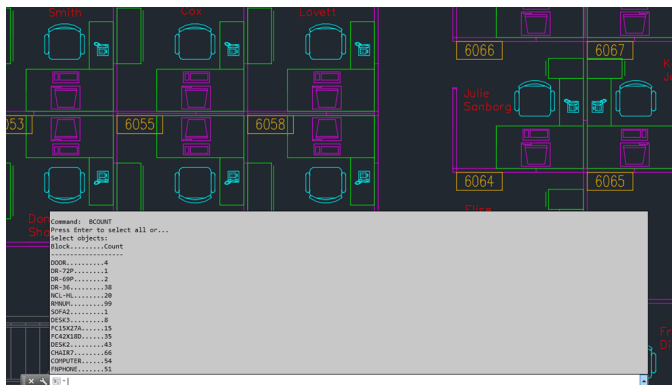 Smith
Cox
Lovett
6066
6067
Julie
Sanborg
6055
6058
6064
6065
Command:  BCOUNT
Press Enter to select all or...
Select objects:
Block.........Count
-------------------
DOOR.........4
DR-72P.......1
DR-69P.......2
DR-36........38
NCL-HL.......20
RMNUM........99
SOFA2........1
DESK3........8
FC15X27A.....15
FC42X18D.....35
DESK2........43
CHAIR7.......66
COMPUTER.....54
FNPHONE......51